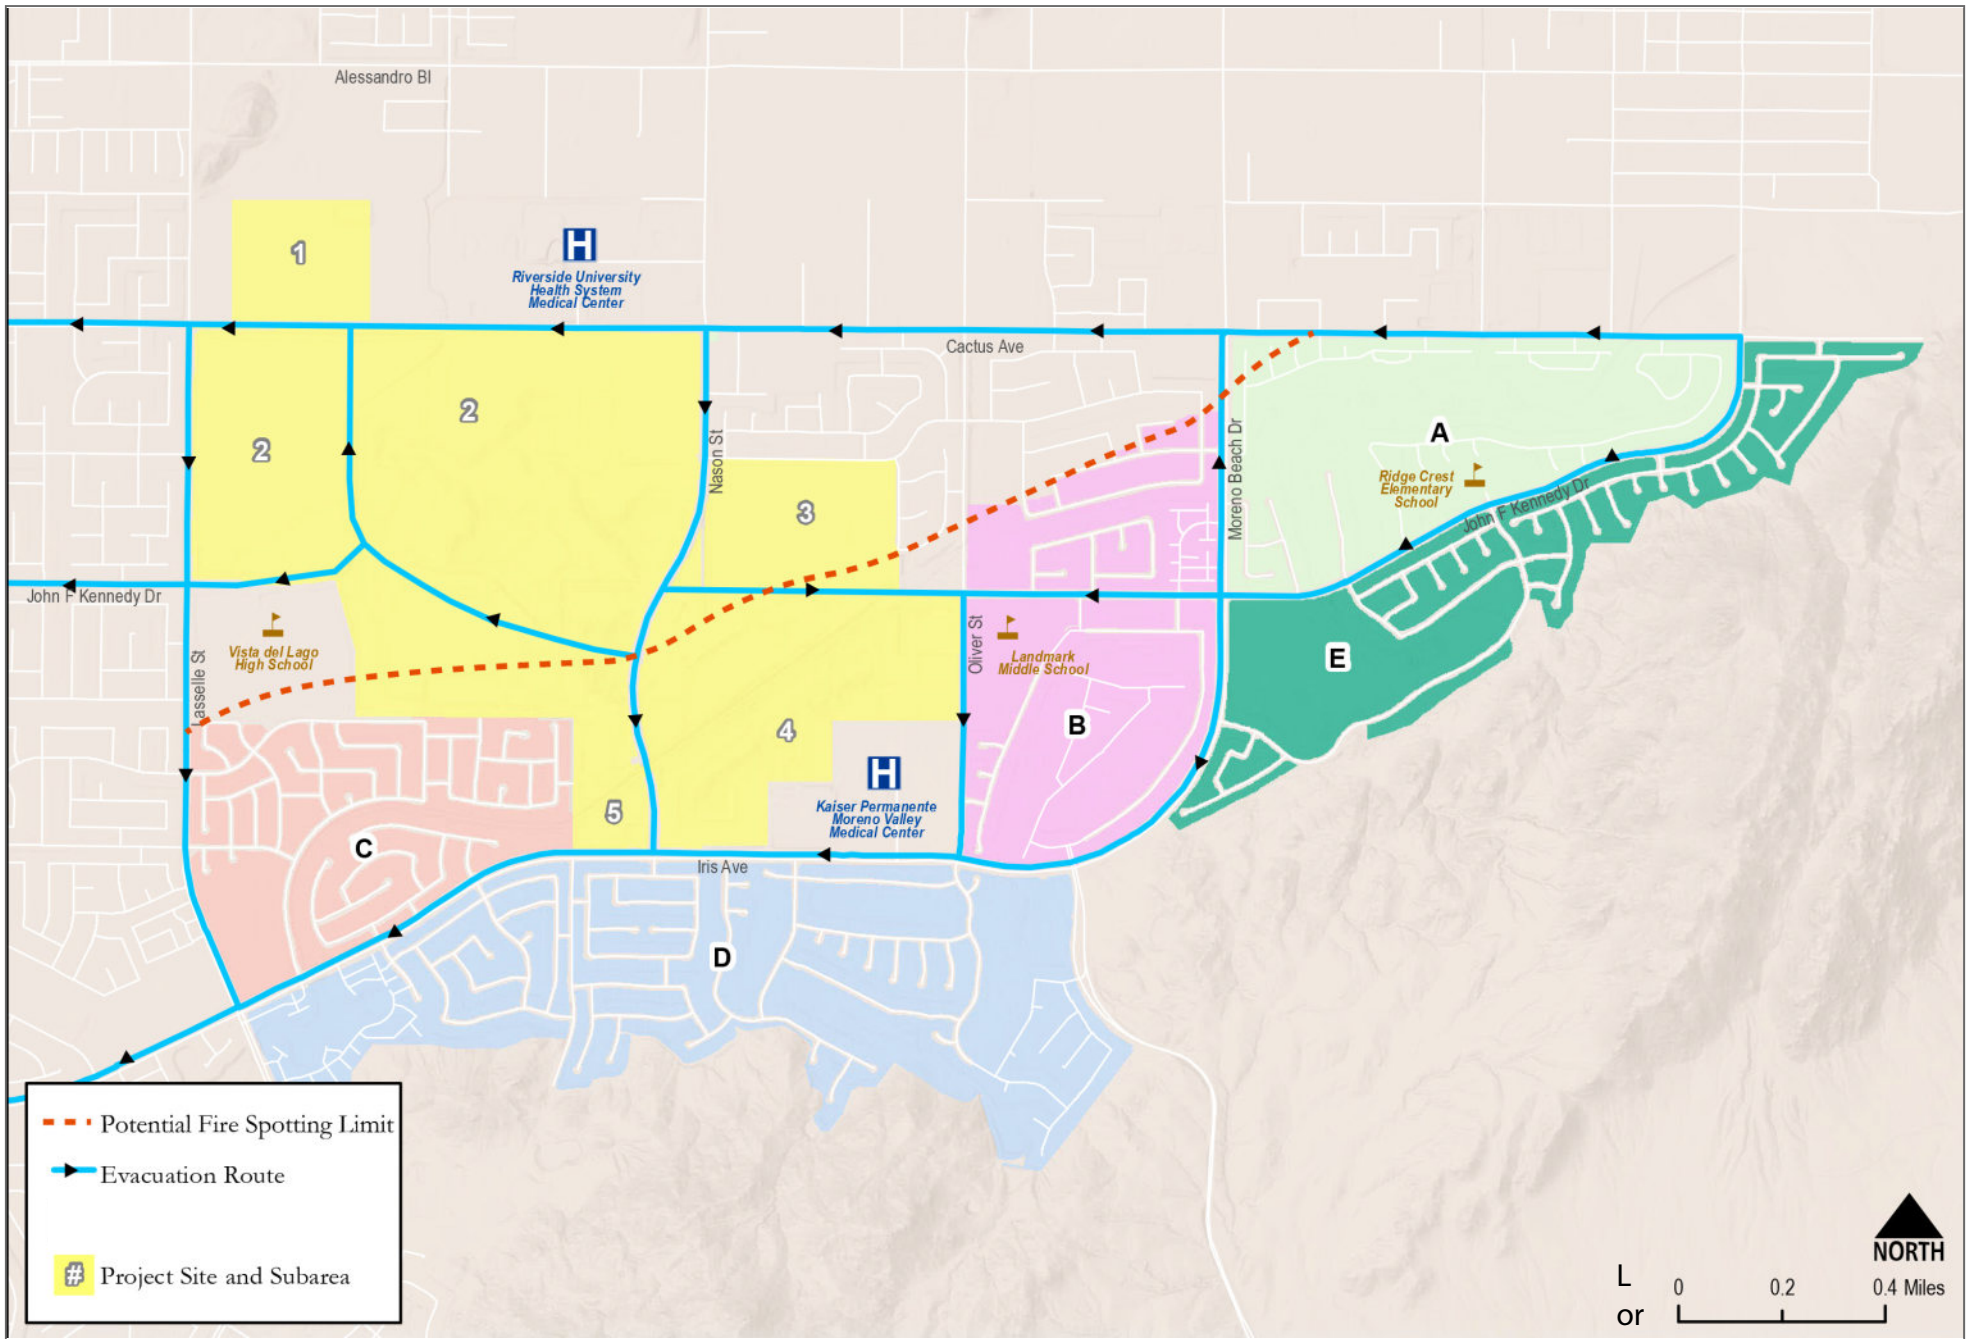 Alessandro Bl
1
H
Riverside University
Health System
Medical Center
Cactus Ave
2
2
Nason St
3
Moreno Beach Dr
A
Ridge Crest
Elementary
School
John F Kennedy Dr
John F Kennedy Dr
Vista del Lago
High School
Lasselle St
Oliver St
Landmark
Middle School
E
B
4
H
Kaiser Permanente
Moreno Valley
Medical Center
5
C
Iris Ave
D
Potential Fire Spotting Limit
Evacuation Route
# Project Site and Subarea
NORTH
L
or
0 0.2 0.4 Miles